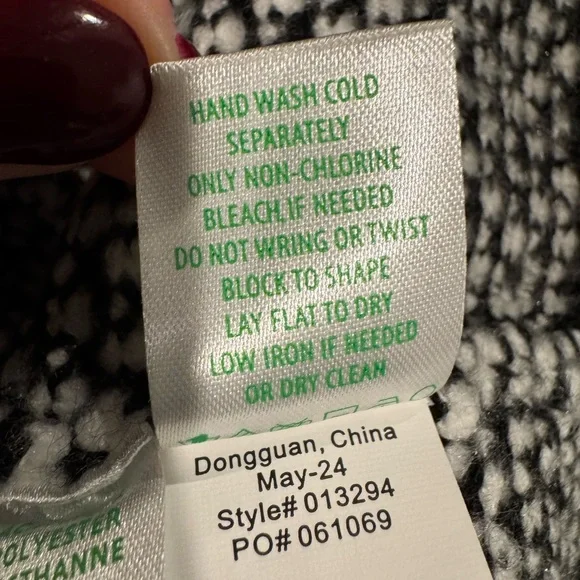 HAND WASH COLD
SEPARATELY
ONLY NON-CHLORINE
BLEACH, IF NEEDED
DO NOT WRING OR TWIST
BLOCK TO SHAPE
LAY FLAT TO DRY
LOW IRON IF NEEDED
OR DRY CLEAN
Dongguan, China
May-24
Style# 013294
PO# 061069